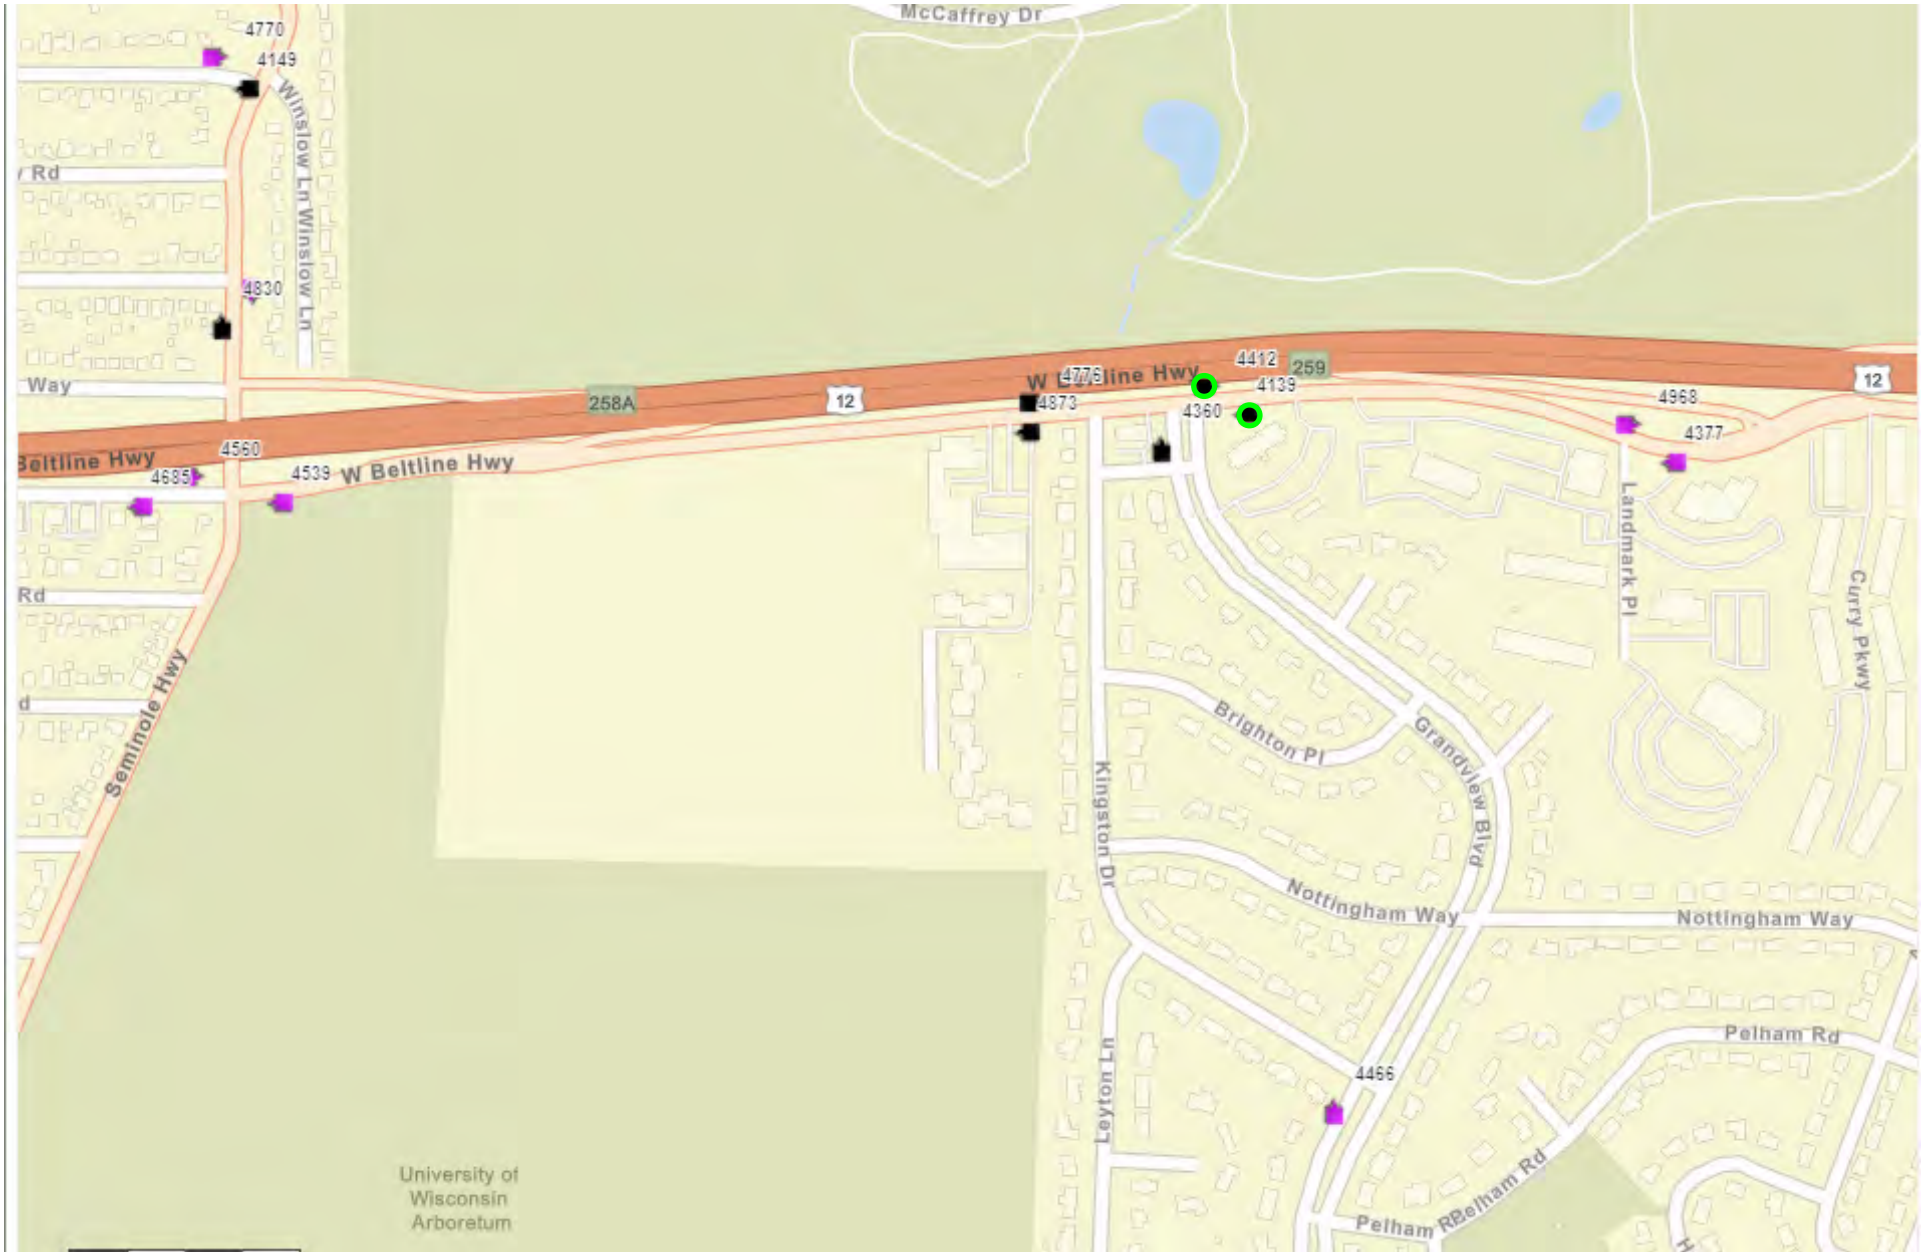 McCaffrey Dr
4770
4149
Winslow Ln
Winslow Ln
Rd
4830
Way
258A
12
W Beltline Hwy
4776
4873
4412
259
4139
4360
12
4968
4377
Beltline Hwy
4560
4685
4539
W Beltline Hwy
Landmark Pl
Curry Pkwy
Rd
d
Seminole Hwy
Brighton Pl
Grandview Blvd
Kingston Dr
Nottingham Way
Nottingham Way
Pelham Rd
Leyton Ln
4466
Pelham Rd
Pelham R
University of
Wisconsin
Arboretum
H